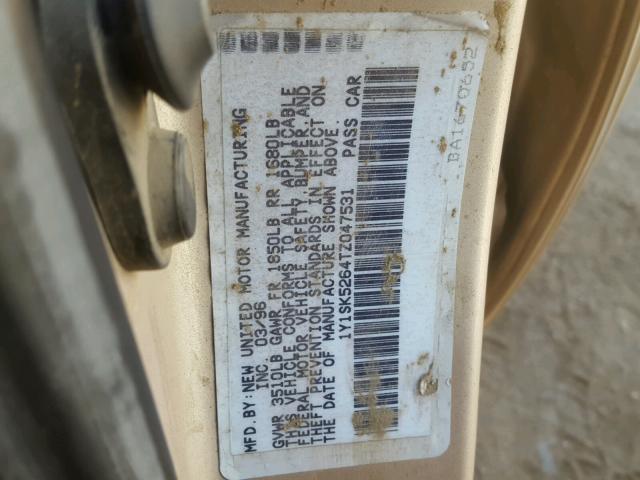 MFD.BY:NEW UNITED MOTOR MANUFACTURING
INC. 03/96
GVWR 3510LB GAWR FR 1850LB RR 1680LB
THIS VEHICLE CONFORMS TO ALL APPLICABLE
FEDERAL MOTOR VEHICLE SAFETY, BUMPER, AND
THEFT PREVENTION STANDARDS IN EFFECT ON
THE DATE OF MANUFACTURE SHOWN ABOVE.
1Y1SK5264TZ047531 PASS CAR
BA1670692